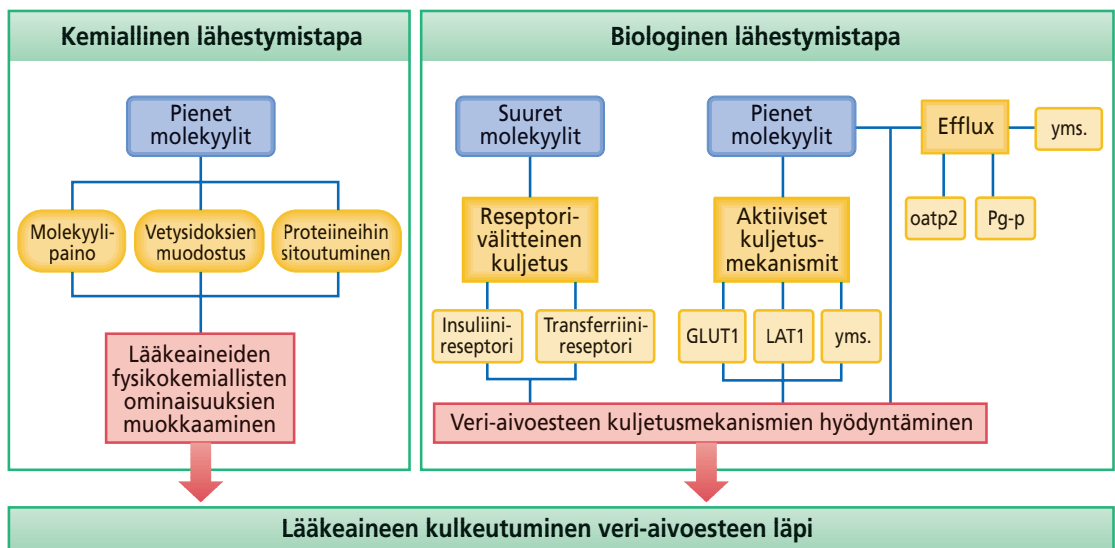 Kemiallinen lähestymistapa
Pienet
molekyylit
Molekyyli-
paino
Vetysidoksien
muodostus
Proteiineihin
sitoutuminen
Lääkeaineiden
fysikokemiallisten
ominaisuuksien
muokkaaminen
Biologinen lähestymistapa
Suuret
molekyylit
Pienet
molekyylit
Efflux
yms.
oatp2
Pg-p
Reseptori-
välitteinen
kuljetus
Aktiiviset
kuljetus-
mekanismit
Insuliini-
reseptori
Transferriini-
reseptori
GLUT1
LAT1
yms.
Veri-aivoesteen kuljetusmekanismien hyödyntäminen
Lääkeaineen kulkeutuminen veri-aivoesteen läpi